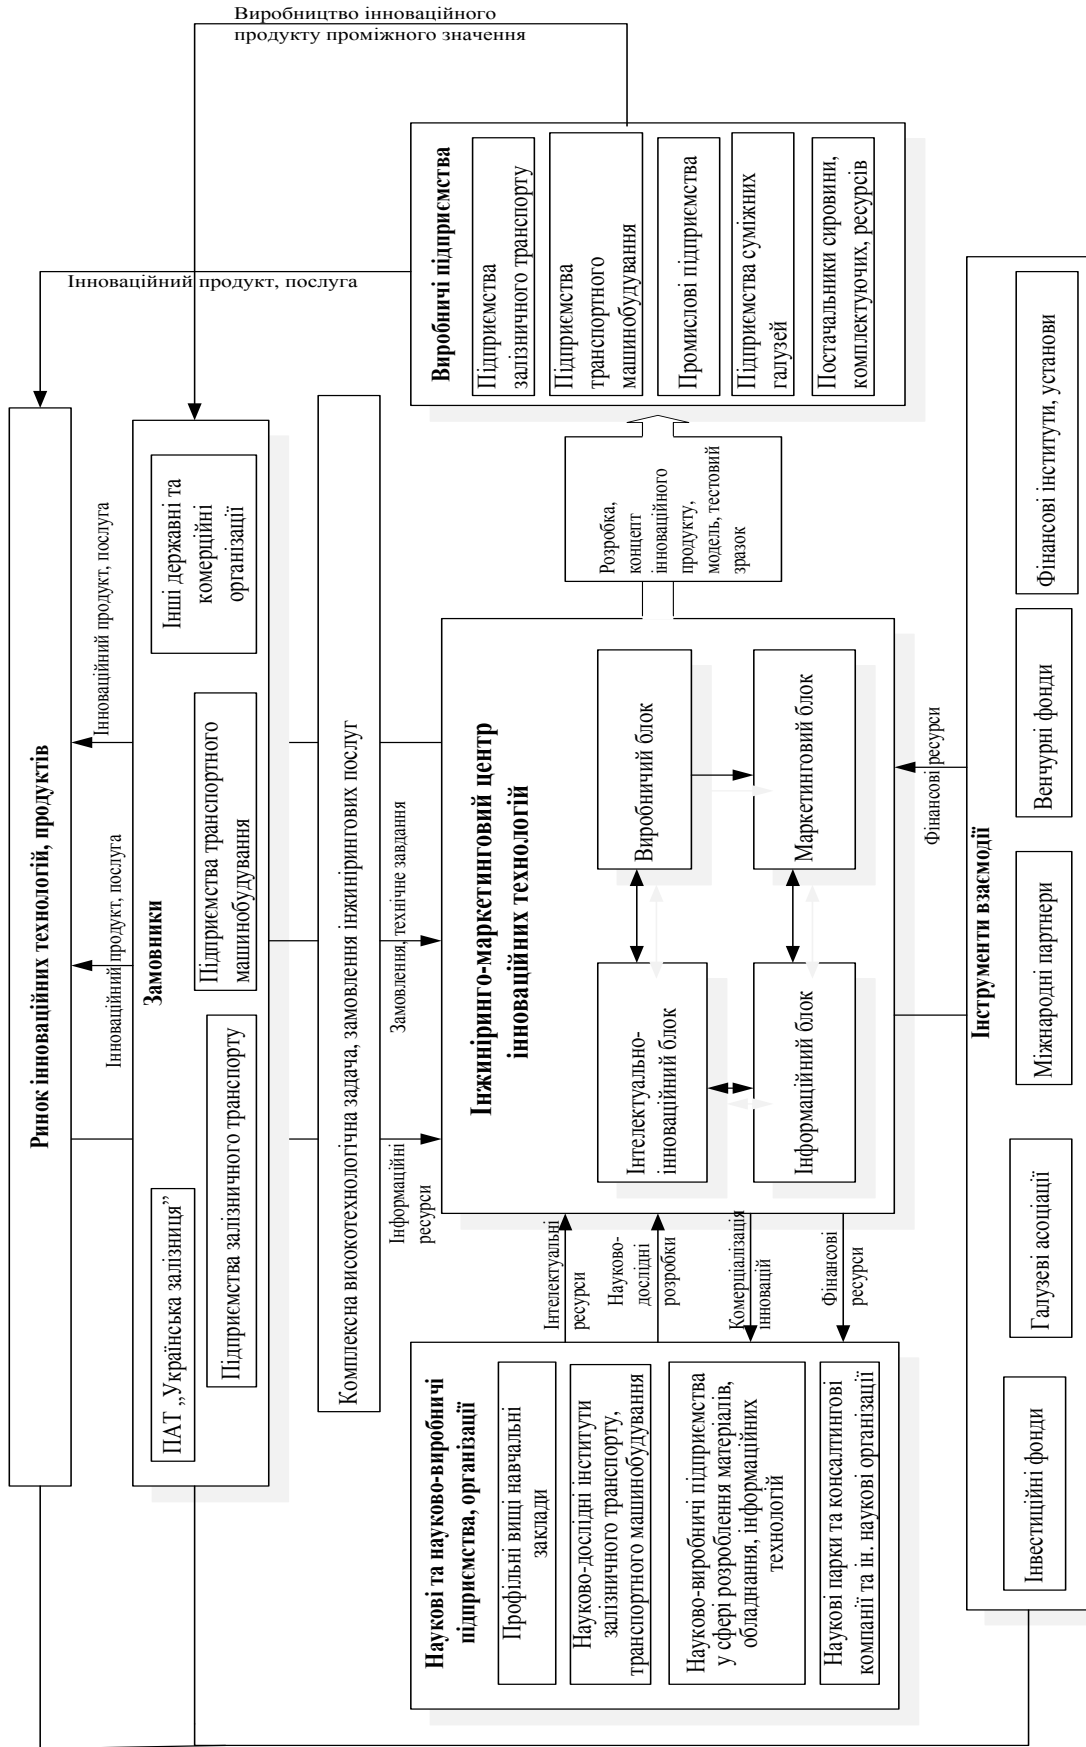 Виробництво інноваційного
продукту проміжного значення
Інноваційний продукт, послуга
Ринок інноваційних технологій, продуктів
Інноваційний продукт, послуга
Інноваційний продукт, послуга
Замовники
ПАТ „Українська залізниця”
Підприємства залізничного транспорту
Підприємства транспортного
машинобудування
Інші державні та
комерційні
організації
Комплексна високотехнологічна задача, замовлення інжинірингових послуг
Інформаційні
ресурси
Замовлення, технічне завдання
Наукові та науково-виробничі
підприємства, організації
Профільні вищі навчальні
заклади
Науково-дослідні інститути
залізничного транспорту,
транспортного машинобудування
Науково-виробничі підприємства
у сфері розроблення матеріалів,
обладнання, інформаційних
технологій
Наукові парки та консалтингові
компанії та ін. наукові організації
Інтелектуальні
ресурси
Науково-
дослідні
розробки
Комерціалізація
інновацій
Фінансові
ресурси
Інжинірингo-маркетинговий центр
інноваційних технологій
Інтелектуально-
інноваційний блок
Виробничий блок
Інформаційний блок
Маркетинговий блок
Розробка,
концепт
інноваційного
продукту,
модель, тестовий
зразок
Виробничі підприємства
Підприємства
залізничного транспорту
Підприємства
транспортного
машинобудування
Промислові підприємства
Підприємства суміжних
галузей
Постачальники сировини,
комплектуючих, ресурсів
Фінансові ресурси
Інструменти взаємодії
Інвестиційні фонди
Галузеві асоціації
Міжнародні партнери
Венчурні фонди
Фінансові інститути, установи